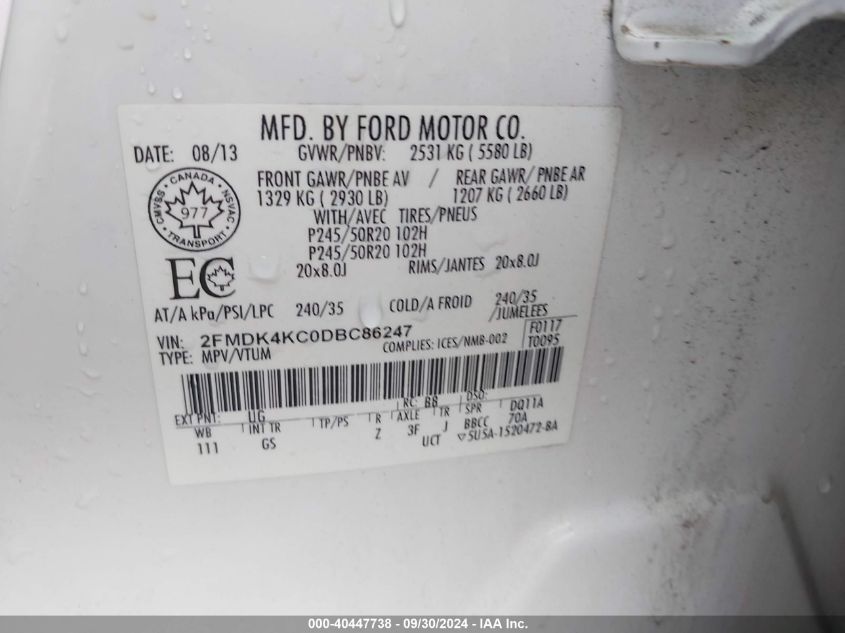 MFD. BY FORD MOTOR CO.
DATE: 08/13 GVWR/PNBV: 2531 KG ( 5580 LB)
FRONT GAWR/PNBE AV / REAR GAWR/ PNBE AR
1329 KG ( 2930 LB) 1207 KG ( 2660 LB)
WITH/AVEC TIRES/PNEUS
P245/50R20 102H
P245/50R20 102H
20x8.0J RIMS/JANTES 20x8.0J
CANADA
CMVSS NSVAC
977
TRANSPORT
EC
AT/A kPa/PSI/LPC 240/35 COLD/A FROID 240/35
/JUMELEES
VIN: 2FMDK4KC0DBC86247 F0117
TYPE: MPV/VTUM COMPLIES: ICES/NMB-002 T0095
RC: BB DSO:
EXT PNT: UG AXLE TR SPR DQ11A
WB INT TR TP/PS R 3F J BBCC 70A
111 GS Z UCT 5U5A-1520472-BA
000-40447738 - 09/30/2024 - IAA Inc.